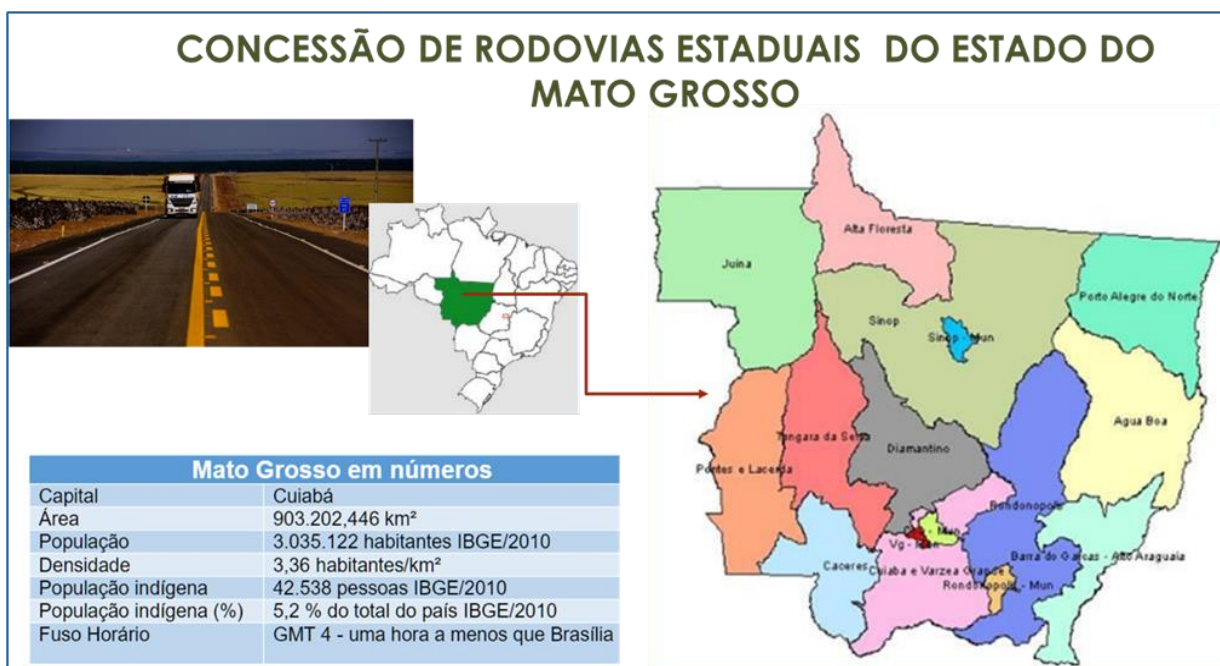 CONCESSÃO DE RODOVIAS ESTADUAIS DO ESTADO DO
MATO GROSSO
Alta Floresta
Juina
Porto Alegre do Norte
Sinop
Sinop - Mun
Agua Boa
Tangara da Serra
Diamantino
Pontes e Lacerda
Rondonopolis
Vg - Mun
Barra do Garcas - Alto Araguaia
Caceres
Cuiaba e Varzea Grande
Rondonopolis - Mun
Mato Grosso em números
Capital Cuiabá
Área 903.202,446 km²
População 3.035.122 habitantes IBGE/2010
Densidade 3,36 habitantes/km²
População indígena 42.538 pessoas IBGE/2010
População indígena (%) 5,2 % do total do país IBGE/2010
Fuso Horário GMT 4 - uma hora a menos que Brasília